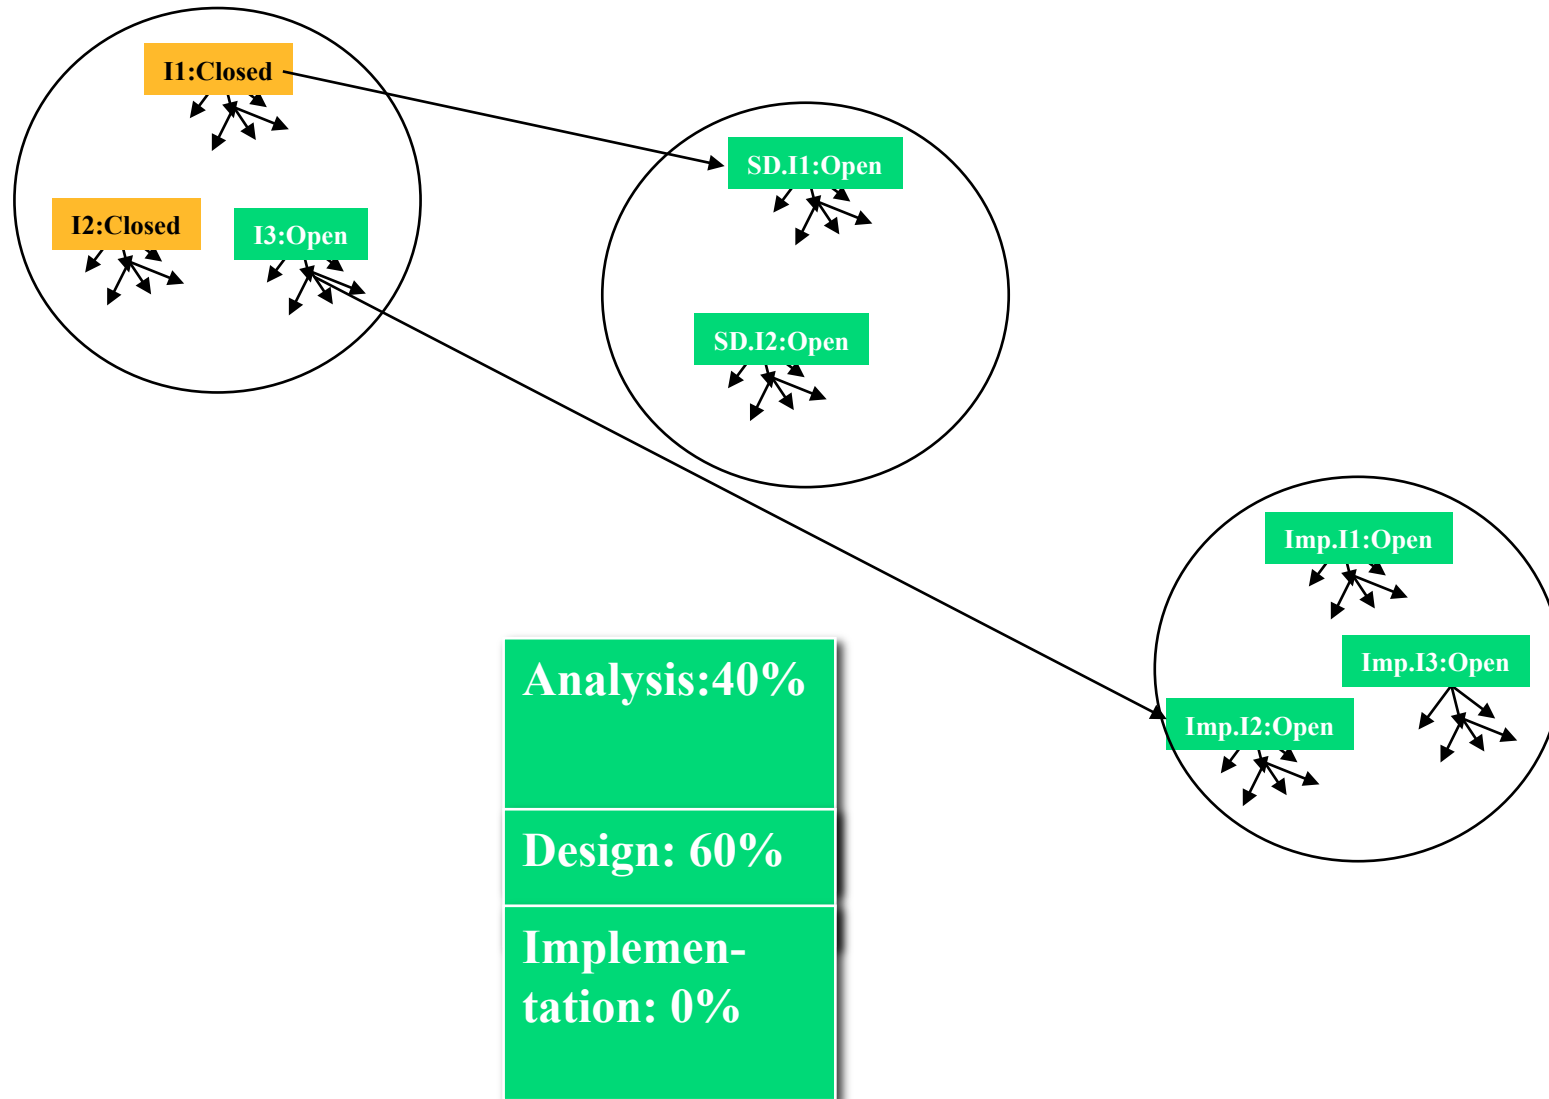 I1:Closed
SD.I1:Open
I2:Closed
I3:Open
SD.I2:Open
Imp.I1:Open
Imp.I3:Open
Imp.I2:Open
Analysis:40%
Design: 60%
Implemen-
tation: 0%